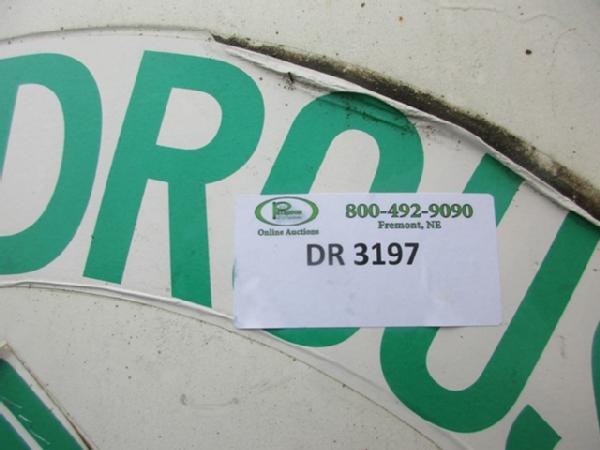 DROU
800-492-9090
Online Auctions
Fremont, NE
DR 3197